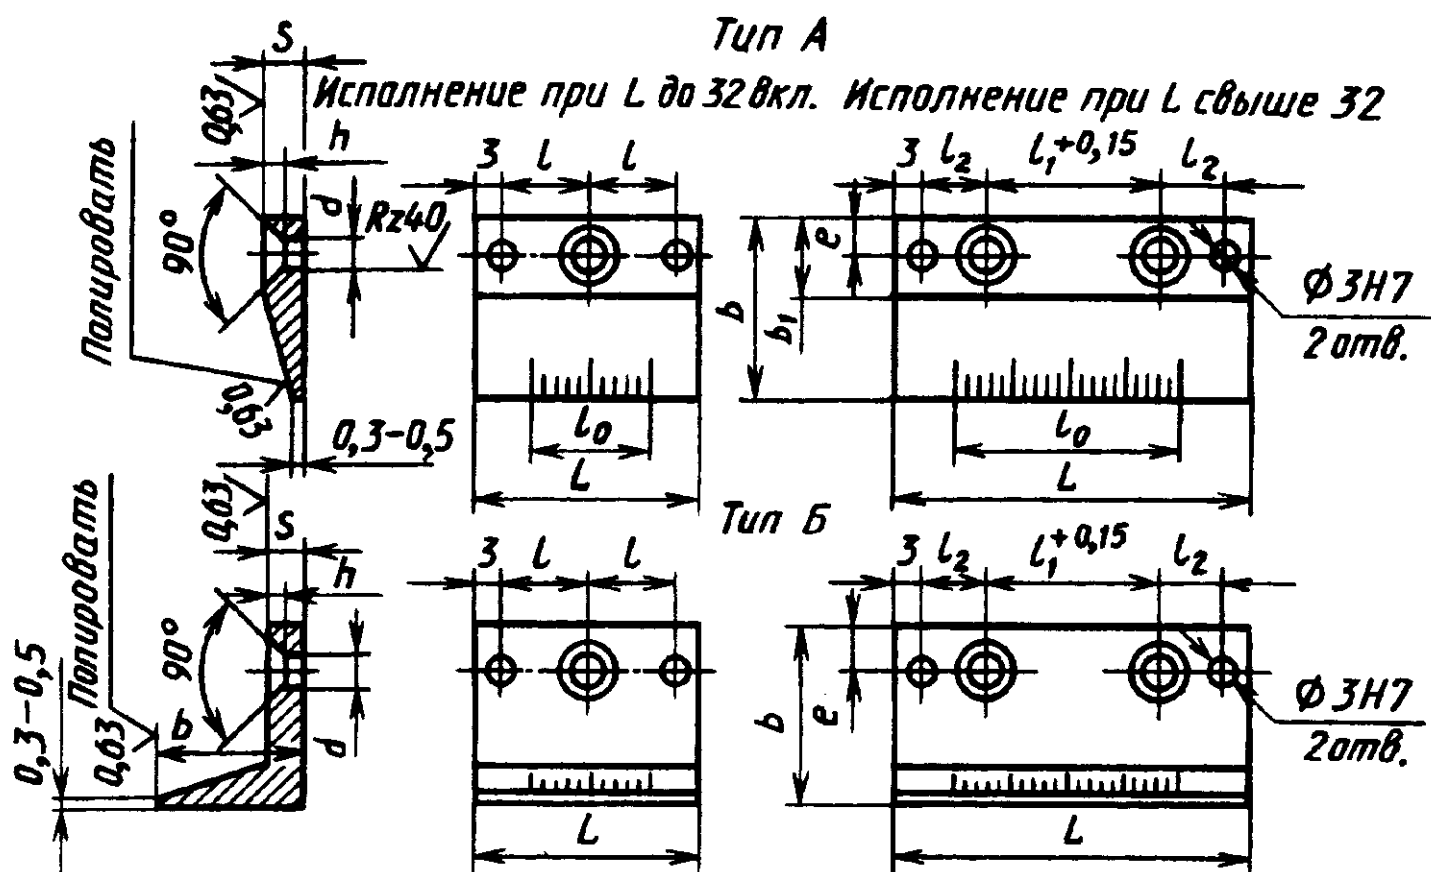 Тип А
Исполнение при L до 32 вкл. Исполнение при L свыше 32
S
0,63
h
Полировать
90°
d
Rz40
0,63
0,3-0,5
3 l l
l₀
L
3 l₂ l₁+0,15 l₂
e
b
b₁
Ø 3H7
2 отв.
l₀
L
Тип Б
0,63
S
h
Полировать
90°
0,3-0,5
0,63
b
d
3 l l
L
3 l₂ l₁+0,15 l₂
b
e
Ø 3H7
2 отв.
L